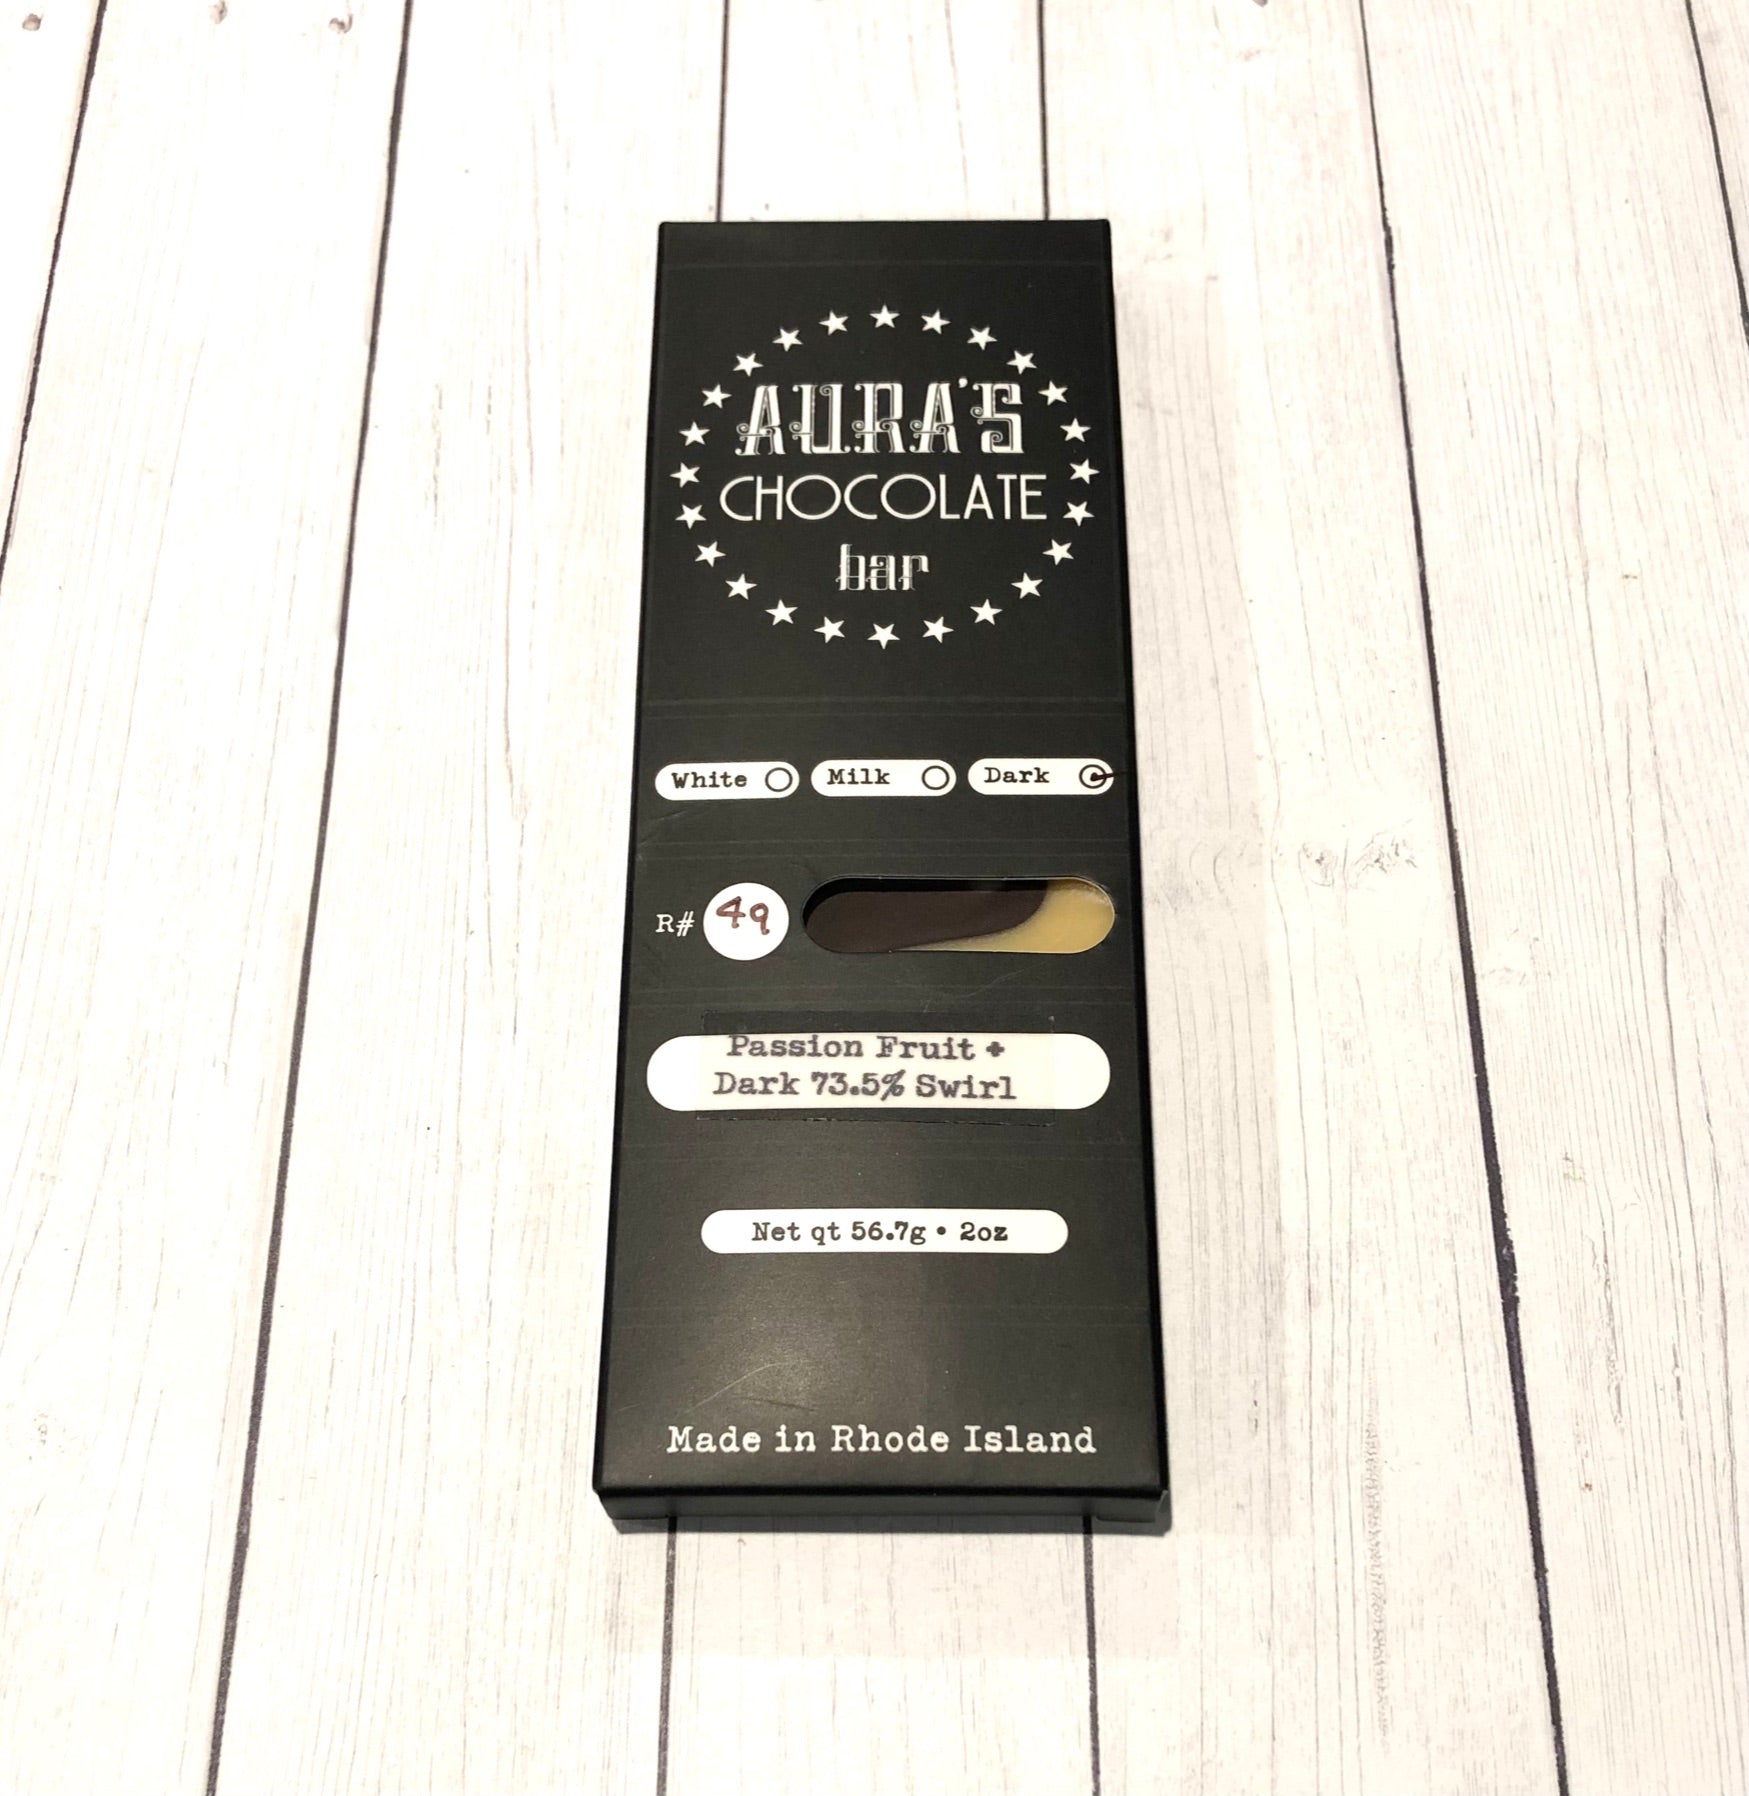 AURA'S
CHOCOLATE
bar
White Milk Dark
R# 49
Passion Fruit +
Dark 73.5% Swirl
Net qt 56.7g • 2oz
Made in Rhode Island